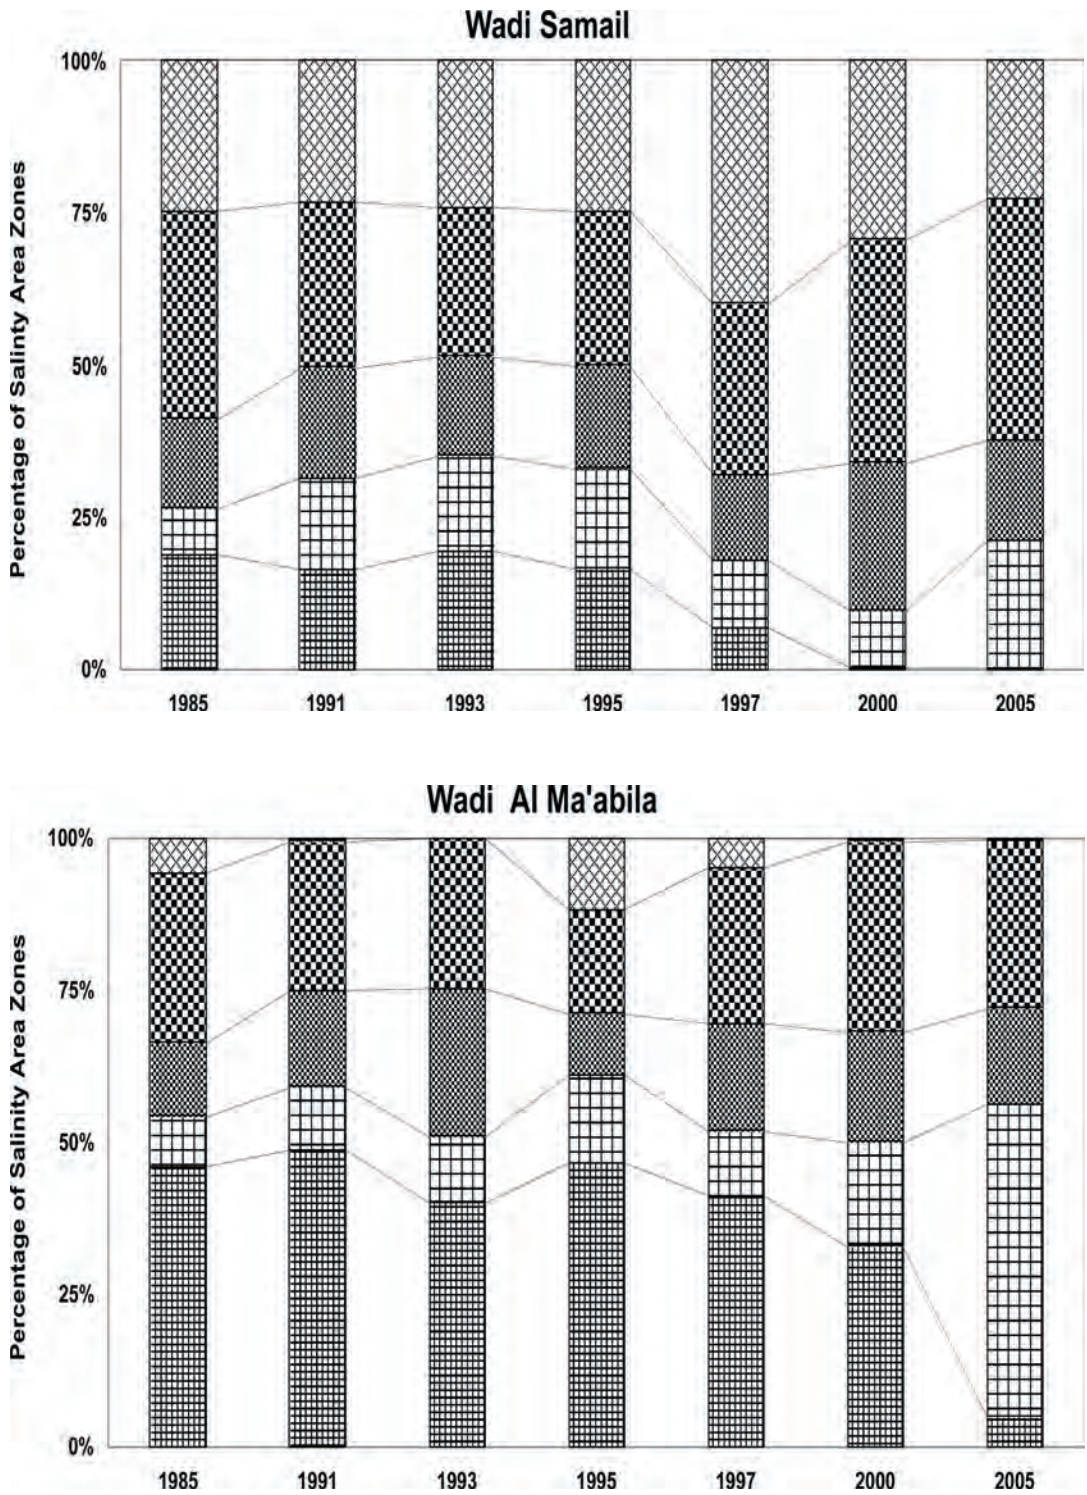 Wadi Samail
100%
75%
50%
25%
0%
Percentage of Salinty Area Zones
1985 1991 1993 1995 1997 2000 2005
Wadi Al Ma'abila
100%
75%
50%
25%
0%
Percentage of Salinity Area Zones
1985 1991 1993 1995 1997 2000 2005